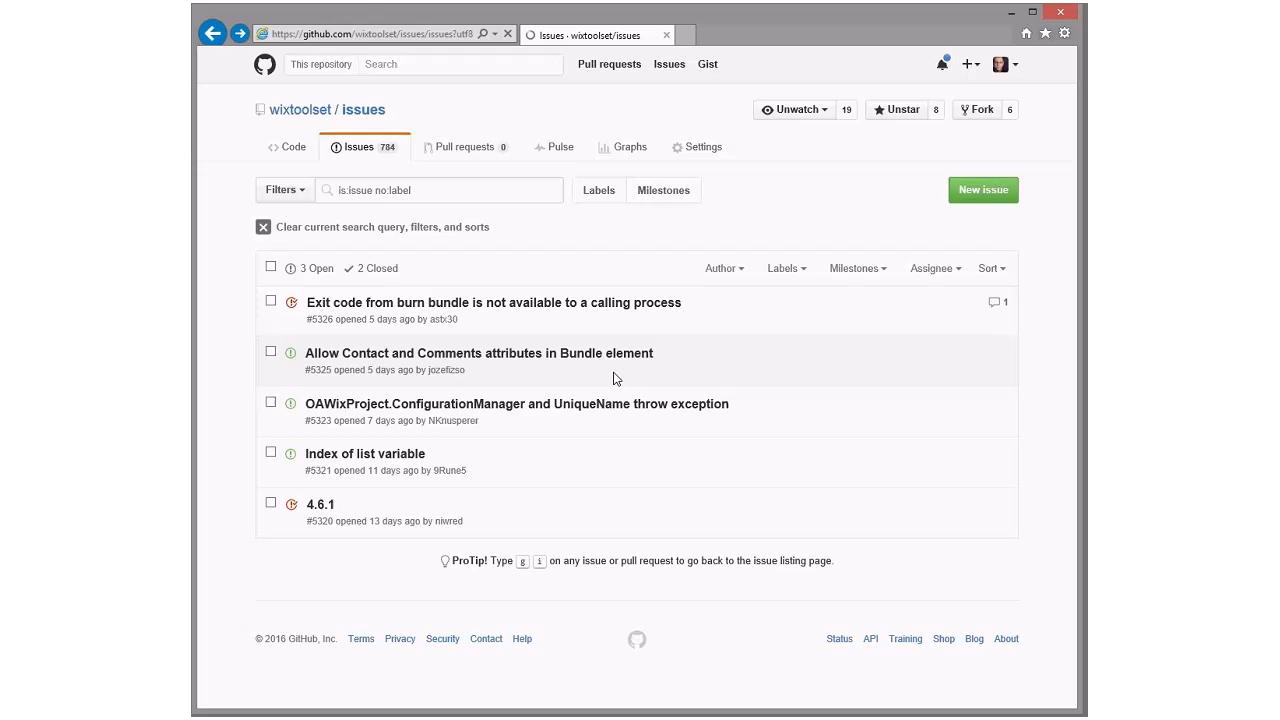 https://github.com/wixtoolset/issues/issues?utf8
Issues · wixtoolset/issues
This repository Search Pull requests Issues Gist
wixtoolset / issues Unwatch 19 Unstar 8 Fork 6
Code Issues 784 Pull requests 0 Pulse Graphs Settings
Filters is:issue no:label Labels Milestones New issue
Clear current search query, filters, and sorts
3 Open 2 Closed Author Labels Milestones Assignee Sort
Exit code from burn bundle is not available to a calling process 1
#5326 opened 5 days ago by astx30
Allow Contact and Comments attributes in Bundle element
#5325 opened 5 days ago by jozefizso
OAWixProject.ConfigurationManager and UniqueName throw exception
#5323 opened 7 days ago by NKnusperer
Index of list variable
#5321 opened 11 days ago by 9Rune5
4.6.1
#5320 opened 13 days ago by niwred
ProTip! Type g i on any issue or pull request to go back to the issue listing page.
© 2016 GitHub, Inc. Terms Privacy Security Contact Help Status API Training Shop Blog About